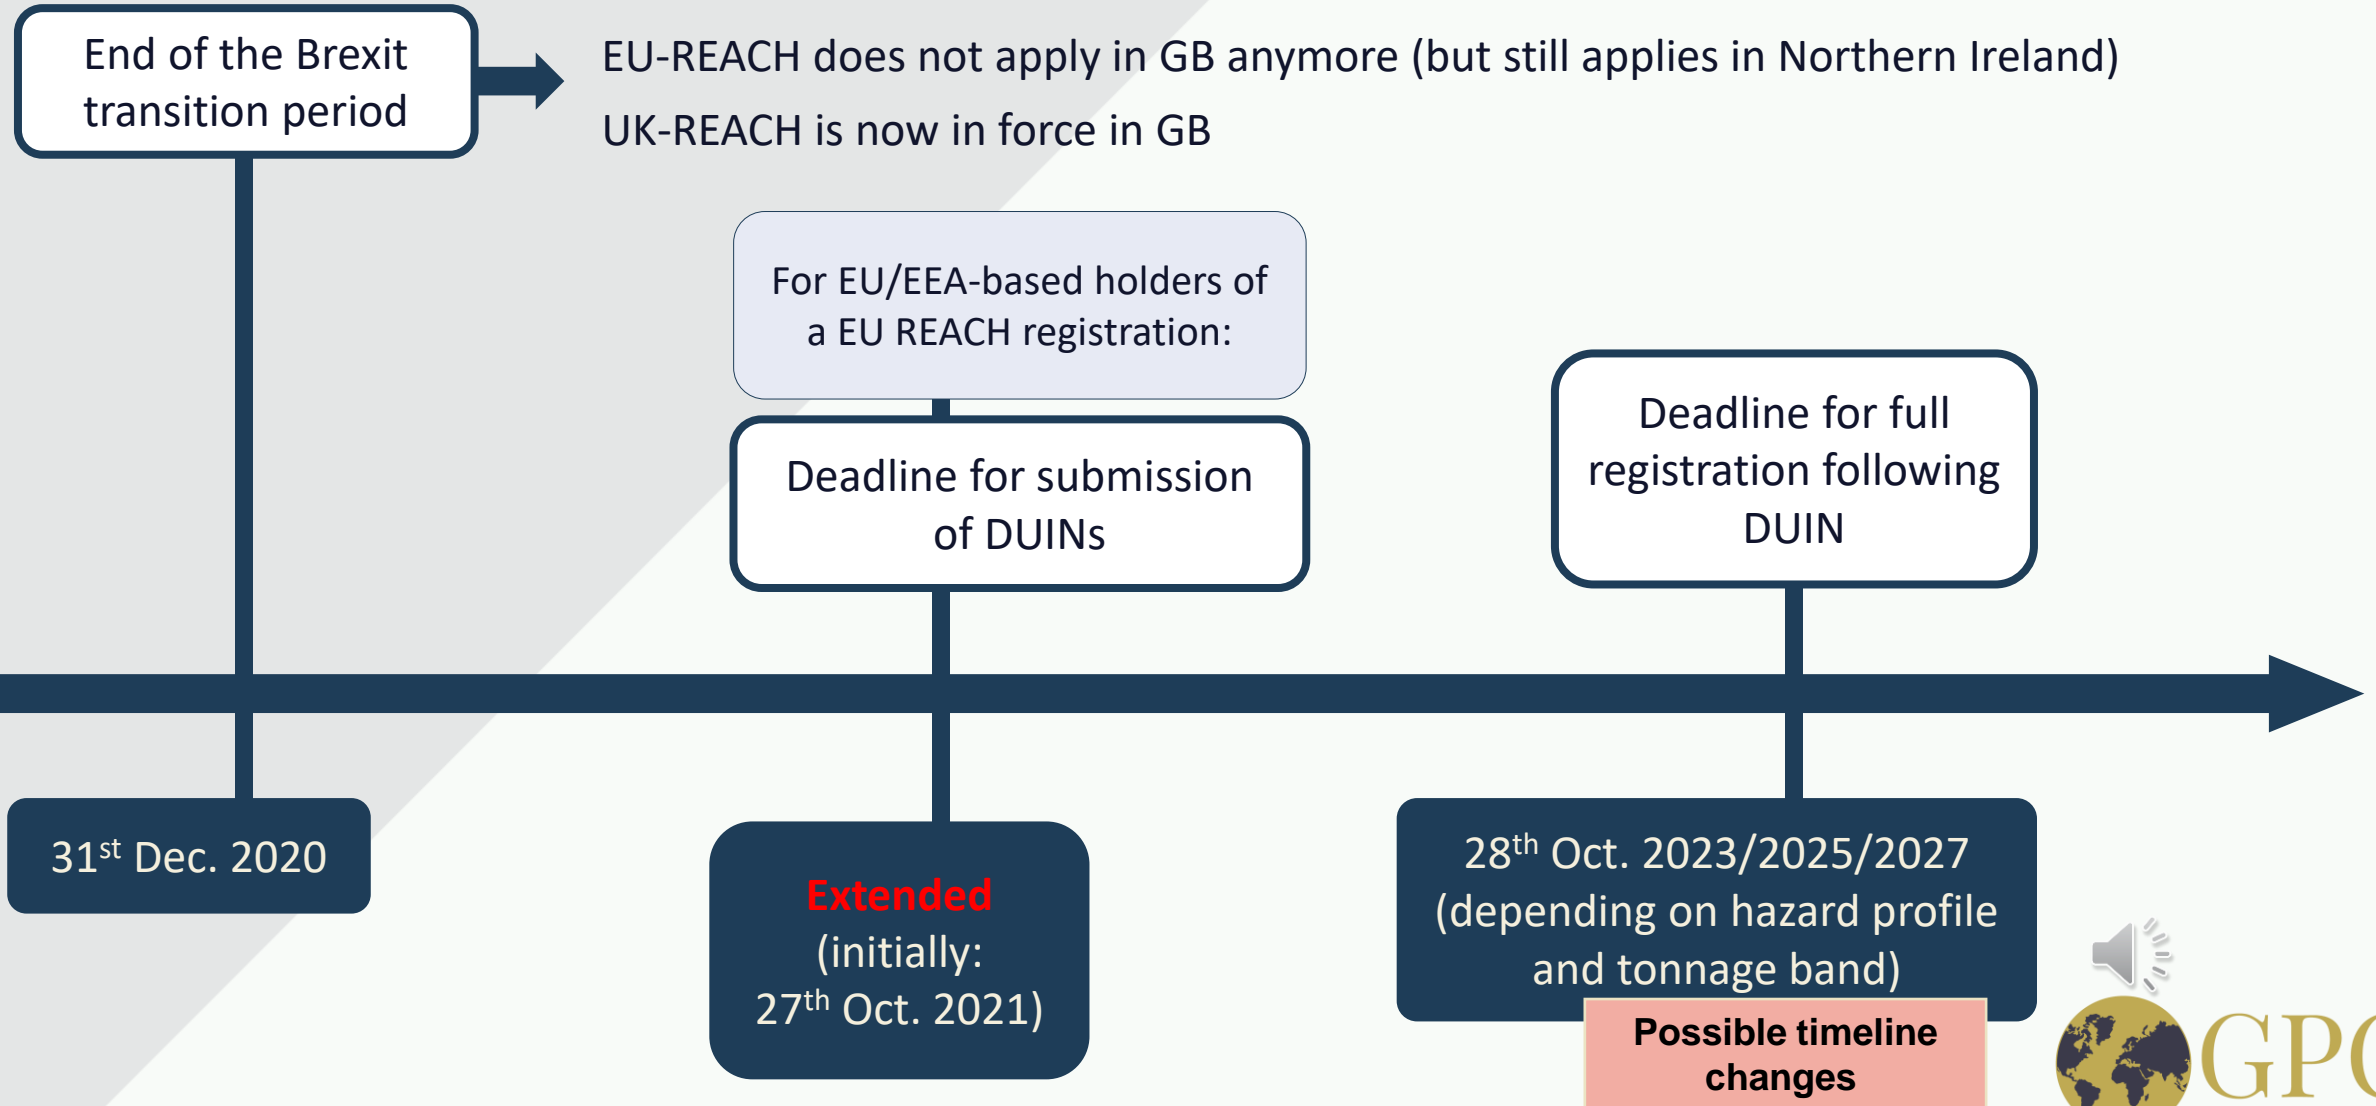 End of the Brexit
transition period
EU-REACH does not apply in GB anymore (but still applies in Northern Ireland)
UK-REACH is now in force in GB
For EU/EEA-based holders of
a EU REACH registration:
Deadline for submission
of DUINs
Deadline for full
registration following
DUIN
31st Dec. 2020
Extended
(initially:
27th Oct. 2021)
28th Oct. 2023/2025/2027
(depending on hazard profile
and tonnage band)
Possible timeline
changes